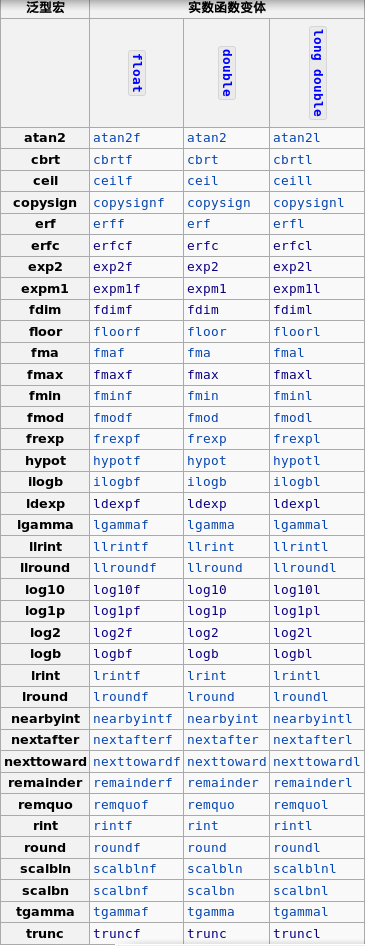 泛型宏 实数函数变体
float double long double
atan2 atan2f atan2 atan2l
cbrt cbrtf cbrt cbrtl
ceil ceilf ceil ceill
copysign copysignf copysign copysignl
erf erff erf erfl
erfc erfcf erfc erfcl
exp2 exp2f exp2 exp2l
expm1 expm1f expm1 expm1l
fdim fdimf fdim fdiml
floor floorf floor floorl
fma fmaf fma fmal
fmax fmaxf fmax fmaxl
fmin fminf fmin fminl
fmod fmodf fmod fmodl
frexp frexpf frexp frexpl
hypot hypotf hypot hypotl
ilogb ilogbf ilogb ilogbl
ldexp ldexpf ldexp ldexpl
lgamma lgammaf lgamma lgammal
llrint llrintf llrint llrintl
llround llroundf llround llroundl
log10 log10f log10 log10l
log1p log1pf log1p log1pl
log2 log2f log2 log2l
logb logbf logb logbl
lrint lrintf lrint lrintl
lround lroundf lround lroundl
nearbyint nearbyintf nearbyint nearbyintl
nextafter nextafterf nextafter nextafterl
nexttoward nexttowardf nexttoward nexttowardl
remainder remainderf remainder remainderl
remquo remquof remquo remquol
rint rintf rint rintl
round roundf round roundl
scalbln scalblnf scalbln scalblnl
scalbn scalbnf scalbn scalbnl
tgamma tgammaf tgamma tgammal
trunc truncf trunc truncl